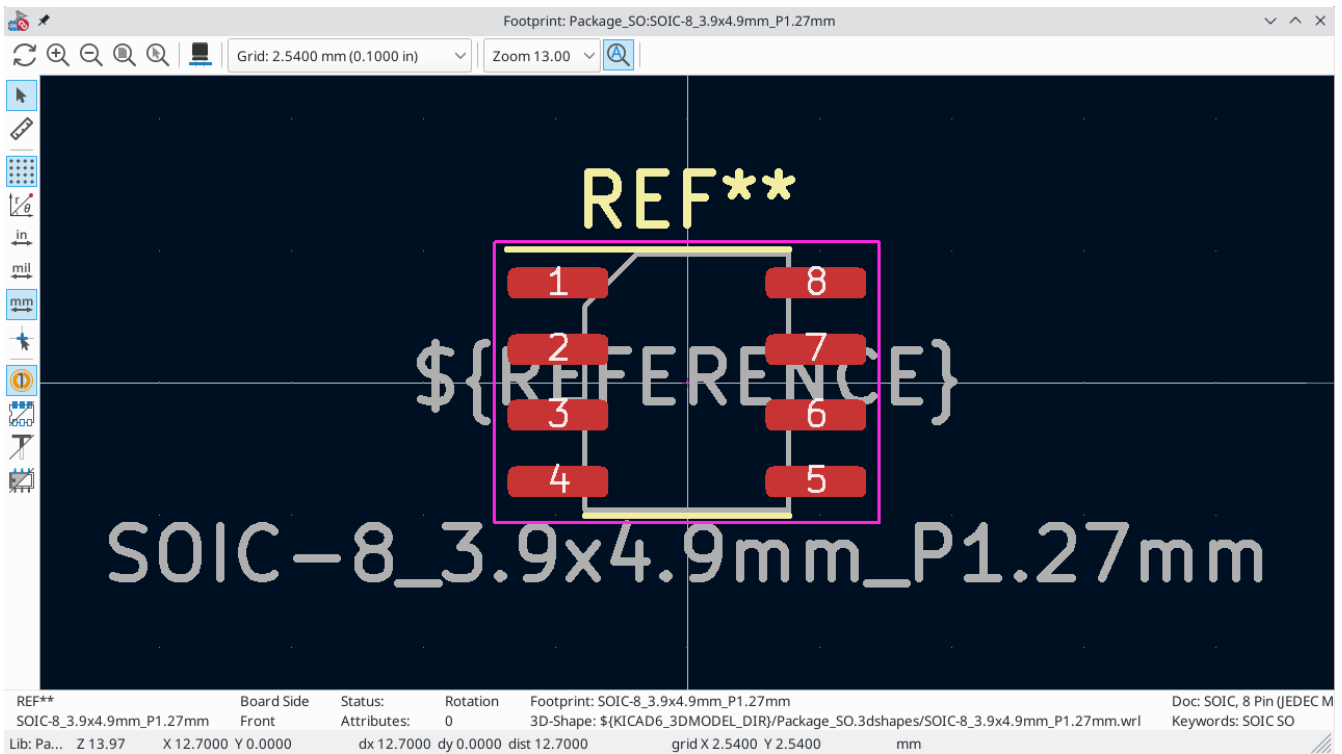 Footprint: Package_SO:SOIC-8_3.9x4.9mm_P1.27mm
Grid: 2.5400 mm (0.1000 in) Zoom 13.00 A
r θ
in
mil
mm
REF**
1 8
2 7
${REFERENCE}
3 6
4 5
SOIC-8_3.9x4.9mm_P1.27mm
REF** Board Side Status: Rotation Footprint: SOIC-8_3.9x4.9mm_P1.27mm Doc: SOIC, 8 Pin (JEDEC M
SOIC-8_3.9x4.9mm_P1.27mm Front Attributes: 0 3D-Shape: ${KICAD6_3DMODEL_DIR}/Package_SO.3dshapes/SOIC-8_3.9x4.9mm_P1.27mm.wrl Keywords: SOIC SO
Lib: Pa... Z 13.97 X 12.7000 Y 0.0000 dx 12.7000 dy 0.0000 dist 12.7000 grid X 2.5400 Y 2.5400 mm